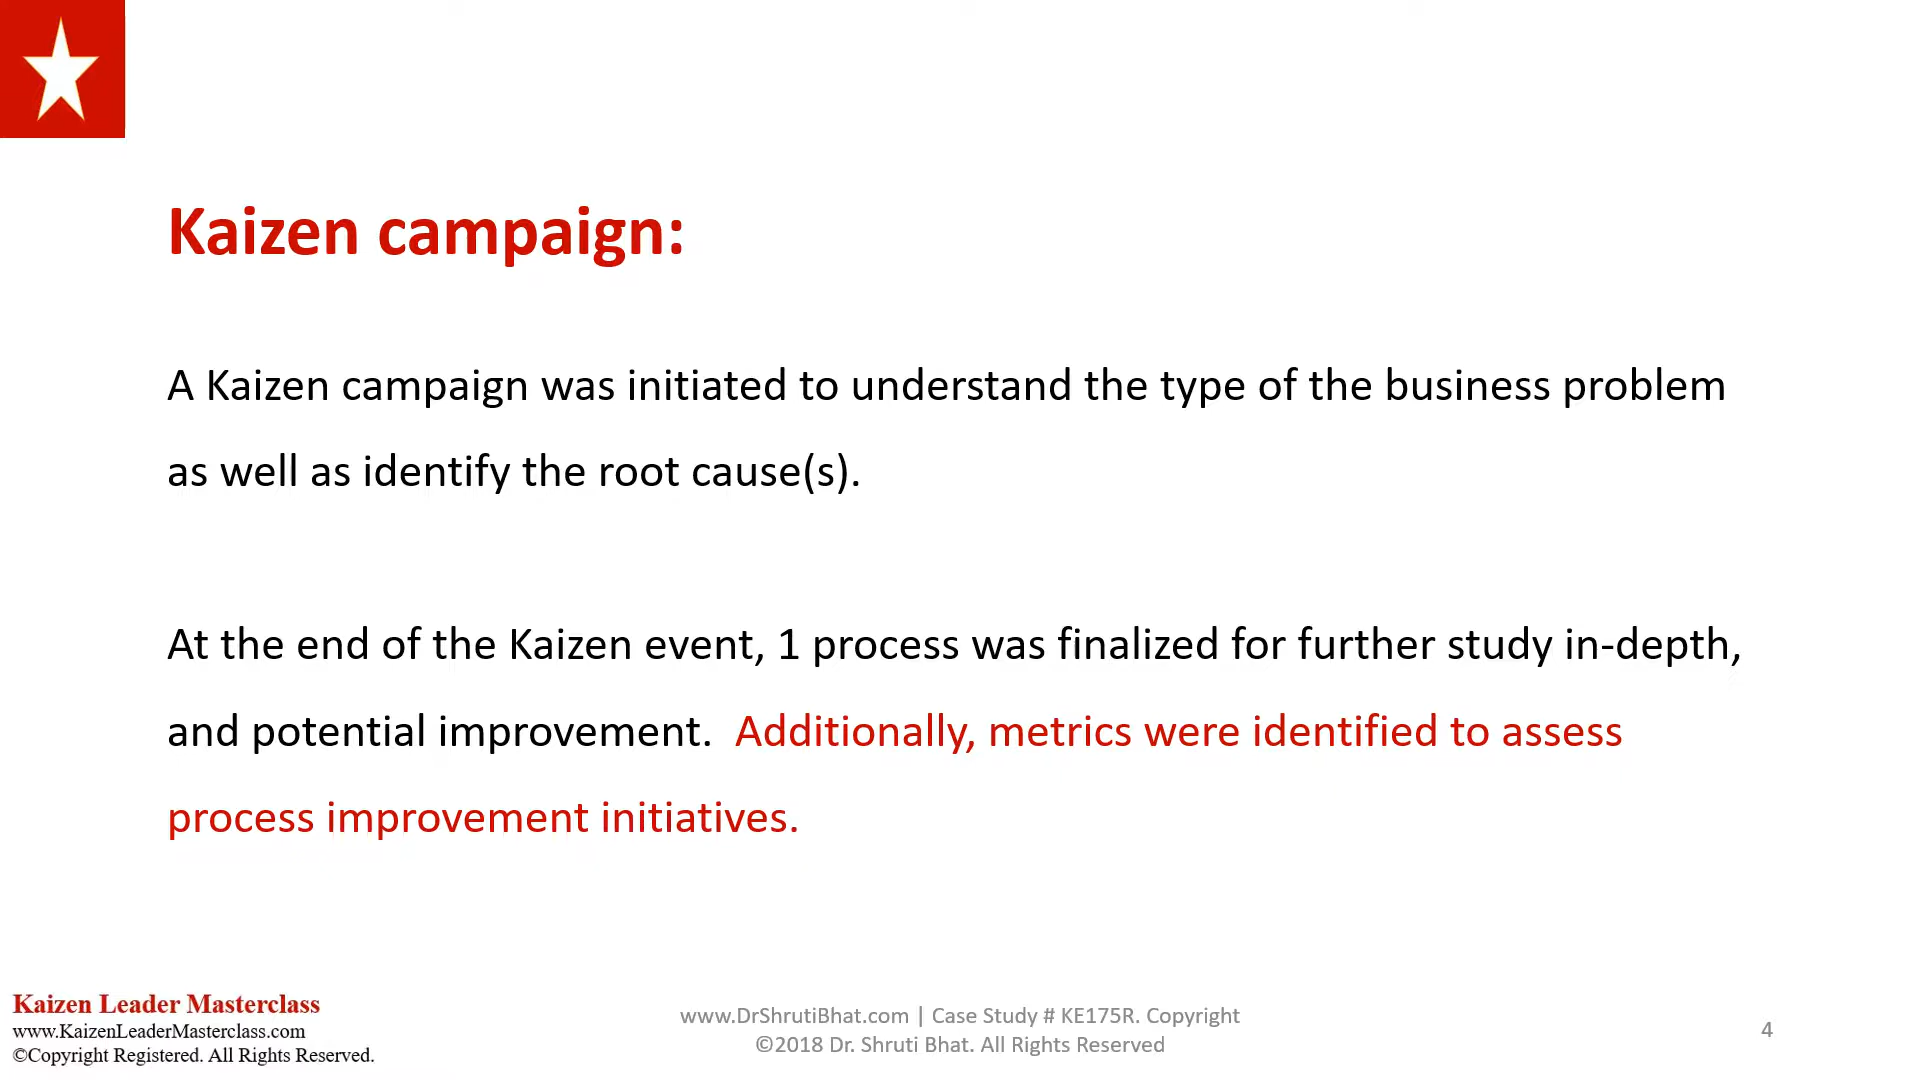 Kaizen campaign:
A Kaizen campaign was initiated to understand the type of the business problem
as well as identify the root cause(s).
At the end of the Kaizen event, 1 process was finalized for further study in-depth,
and potential improvement.  Additionally, metrics were identified to assess
process improvement initiatives.
Kaizen Leader Masterclass
www.KaizenLeaderMasterclass.com
©Copyright Registered. All Rights Reserved.
www.DrShrutiBhat.com | Case Study # KE175R. Copyright
©2018 Dr. Shruti Bhat. All Rights Reserved
4